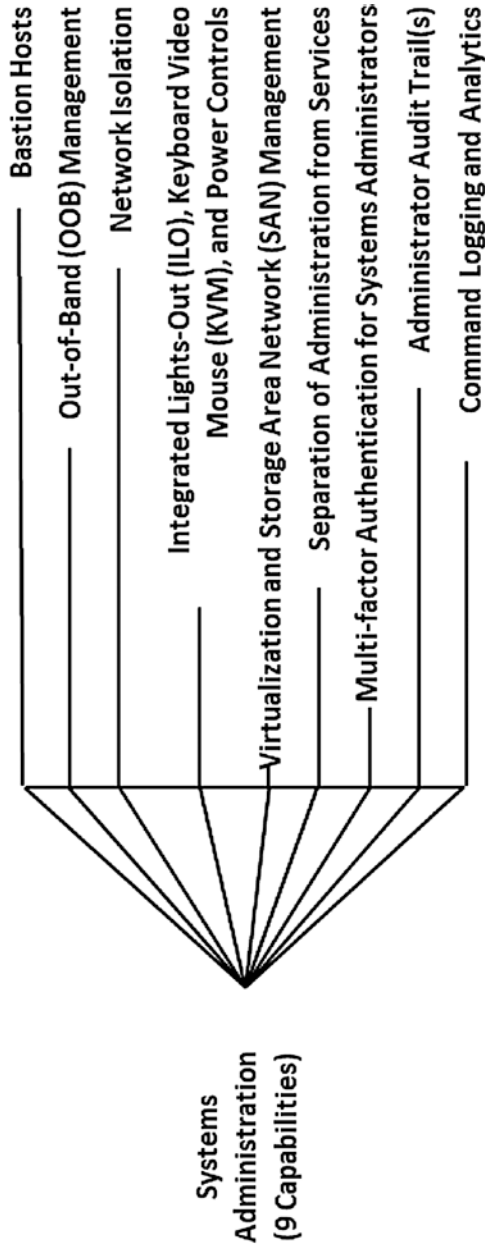 Systems
Administration
(9 Capabilities)
Bastion Hosts
Out-of-Band (OOB) Management
Network Isolation
Integrated Lights-Out (ILO), Keyboard Video
Mouse (KVM), and Power Controls
Virtualization and Storage Area Network (SAN) Management
Separation of Administration from Services
Multi-factor Authentication for Systems Administrators
Administrator Audit Trail(s)
Command Logging and Analytics